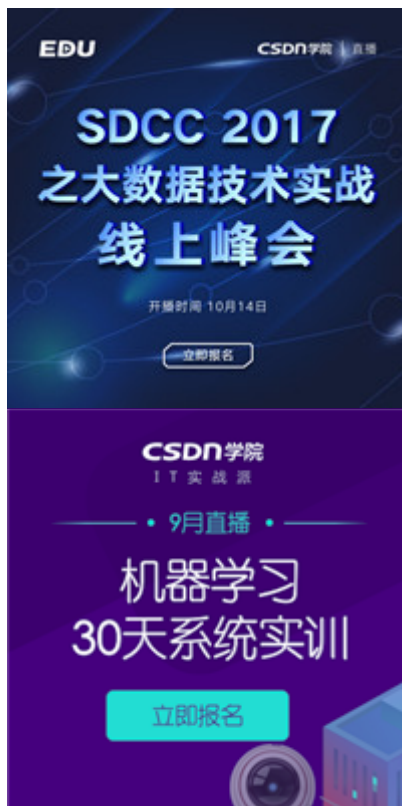 EDU
CSDN学院 | 直播
SDCC 2017
之大数据技术实战
线上峰会
开播时间 10月14日
立即报名
CSDN学院
IT实战派
• 9月直播 •
机器学习
30天系统实训
立即报名